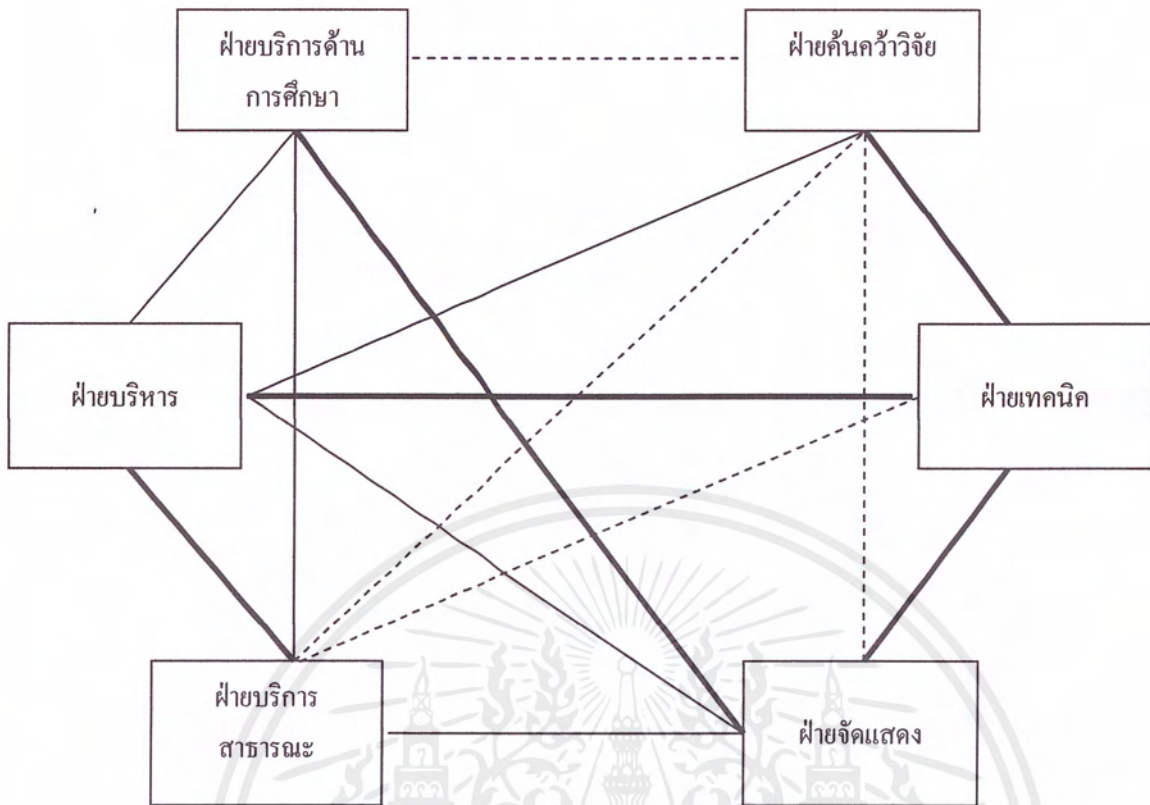 ฝ่ายบริการด้าน
การศึกษา
ฝ่ายค้นคว้าวิจัย
ฝ่ายบริหาร
ฝ่ายเทคนิค
ฝ่ายบริการ
สาธารณะ
ฝ่ายจัดแสดง